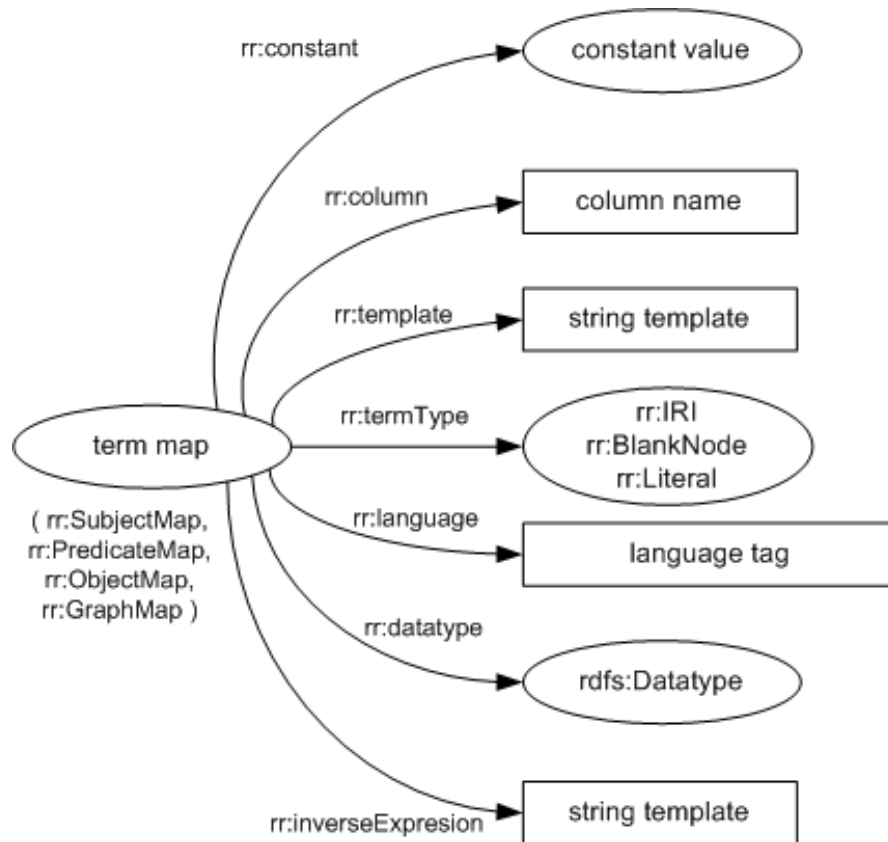 rr:constant
constant value
rr:column
column name
rr:template
string template
rr:termType
rr:IRI
rr:BlankNode
rr:Literal
term map
( rr:SubjectMap,
rr:PredicateMap,
rr:ObjectMap,
rr:GraphMap )
rr:language
language tag
rr:datatype
rdfs:Datatype
rr:inverseExpresion
string template